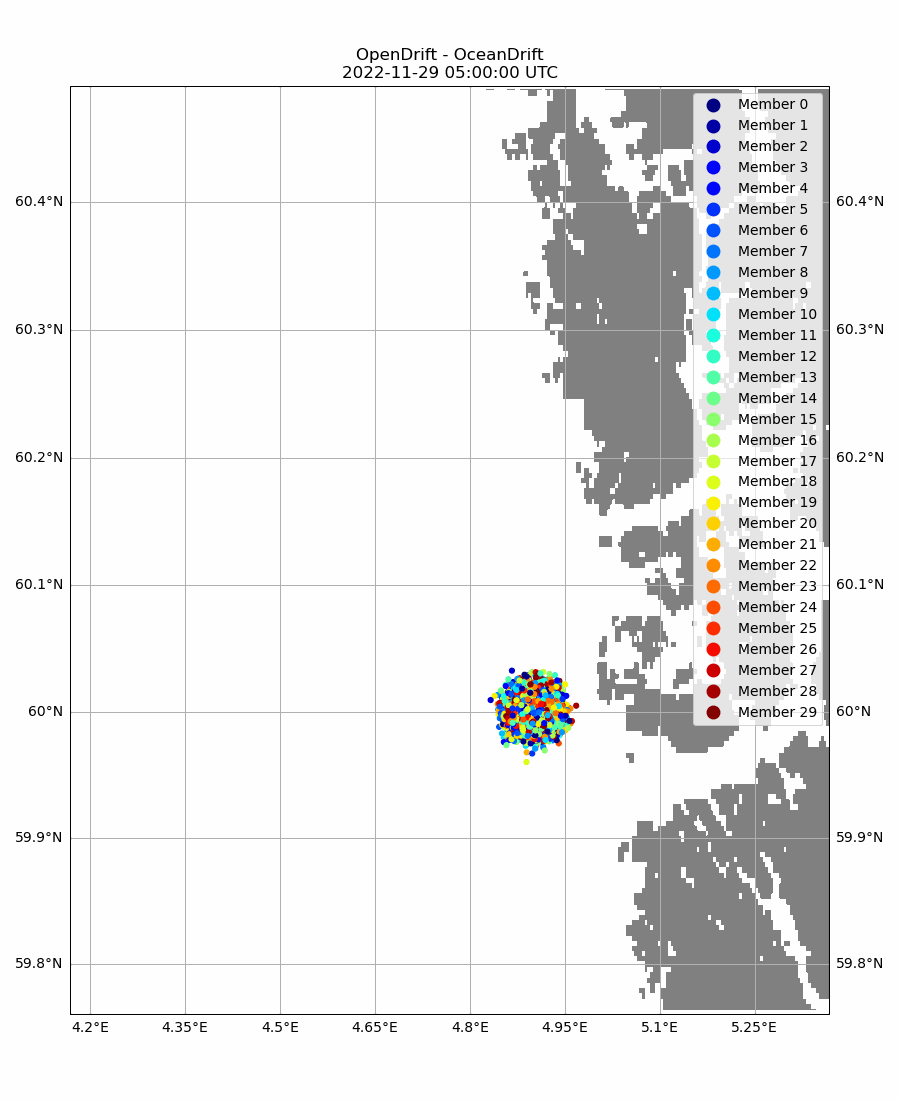 OpenDrift - OceanDrift
2022-11-29 05:00:00 UTC
Member 0
Member 1
Member 2
Member 3
Member 4
Member 5
Member 6
Member 7
Member 8
Member 9
Member 10
Member 11
Member 12
Member 13
Member 14
Member 15
Member 16
Member 17
Member 18
Member 19
Member 20
Member 21
Member 22
Member 23
Member 24
Member 25
Member 26
Member 27
Member 28
Member 29
60.4°N 60.4°N
60.3°N 60.3°N
60.2°N 60.2°N
60.1°N 60.1°N
60°N 60°N
59.9°N 59.9°N
59.8°N 59.8°N
4.2°E 4.35°E 4.5°E 4.65°E 4.8°E 4.95°E 5.1°E 5.25°E